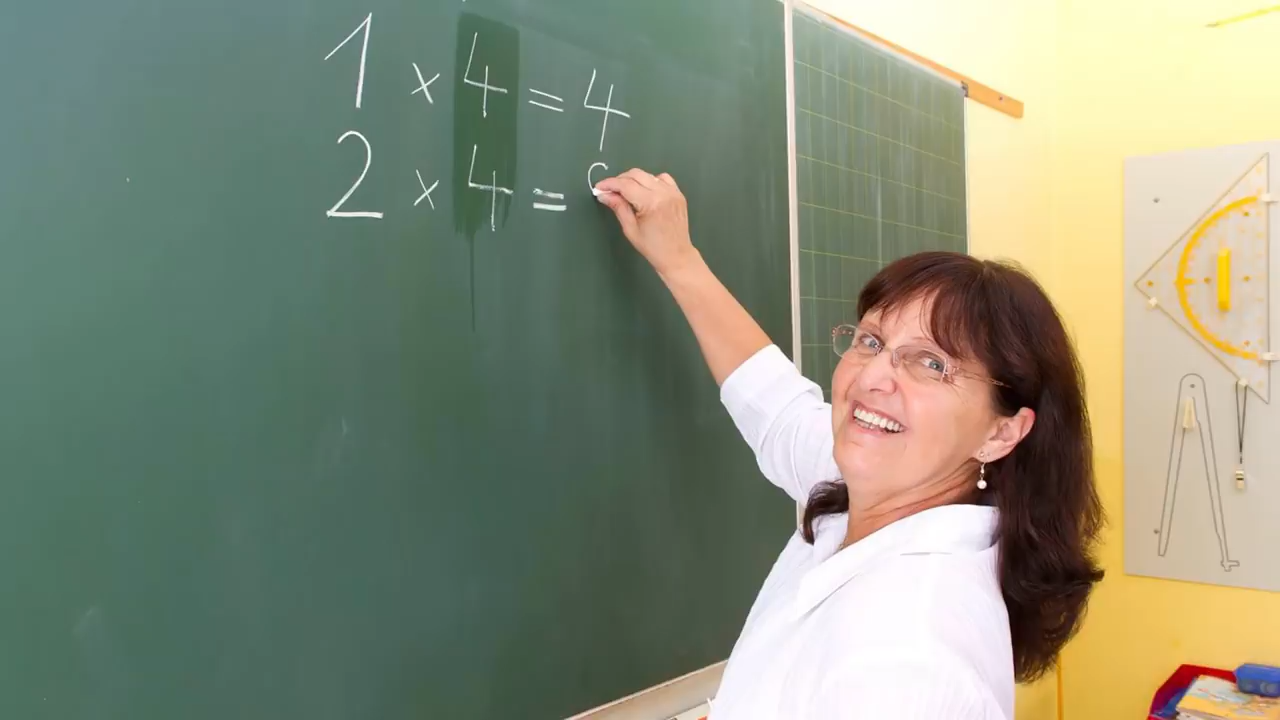 1 x 4 = 4
2 x 4 =